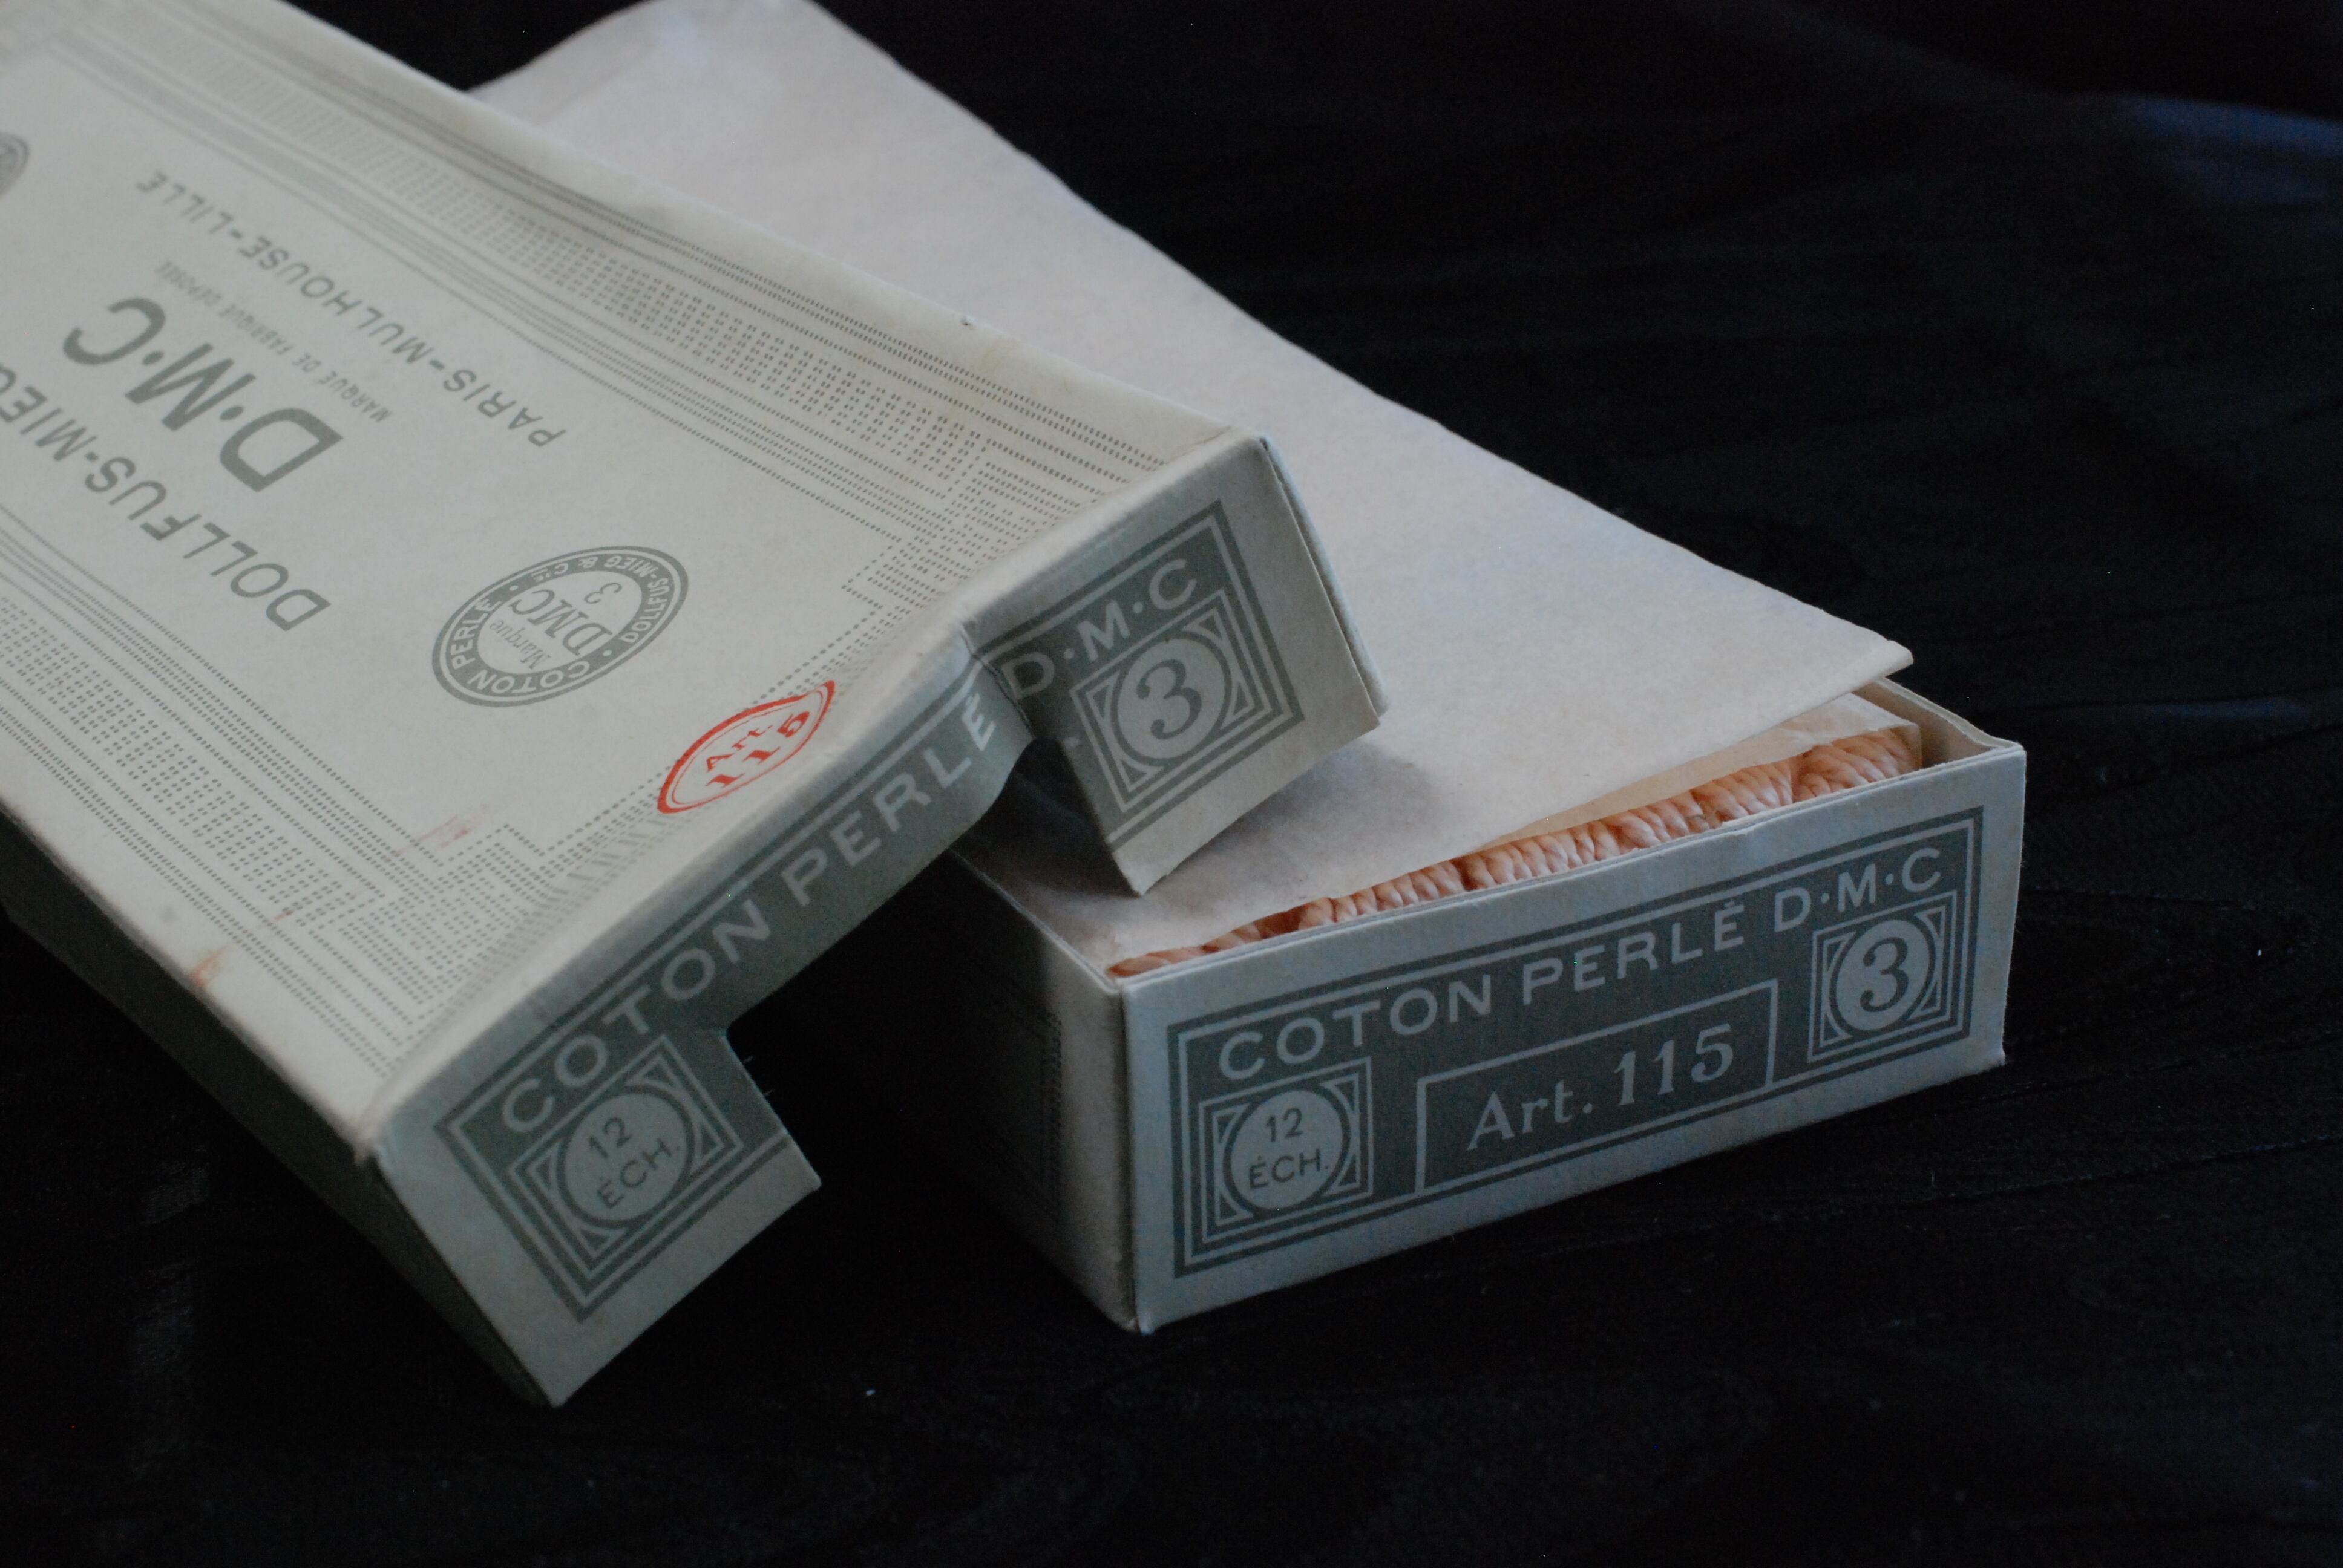 DOLLFUS-MIEG
D·M·C
MARQUE DE FABRIQUE DÉPOSÉE
PARIS-MULHOUSE-LILLE
COTON PERLÉ · DOLLFUS-MIEG & CIE ·
Marque
DMC
3
Art.
115
COTON PERLÉ D·M·C
12
ÉCH.
3
COTON PERLÉ D·M·C
12
ÉCH.
Art. 115
3